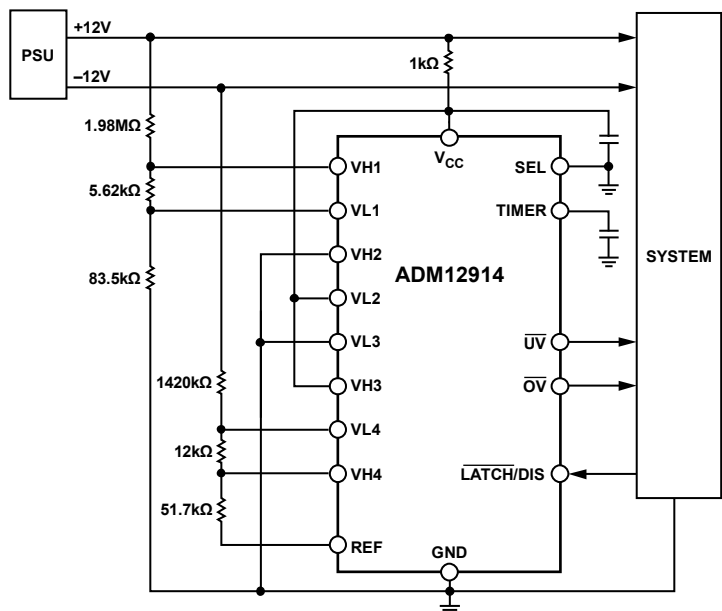 PSU
+12V
–12V
1kΩ
1.98MΩ
5.62kΩ
83.5kΩ
1420kΩ
12kΩ
51.7kΩ
VCC
VH1
VL1
VH2
VL2
VL3
VH3
VL4
VH4
REF
ADM12914
SEL
TIMER
UV
OV
LATCH/DIS
GND
SYSTEM